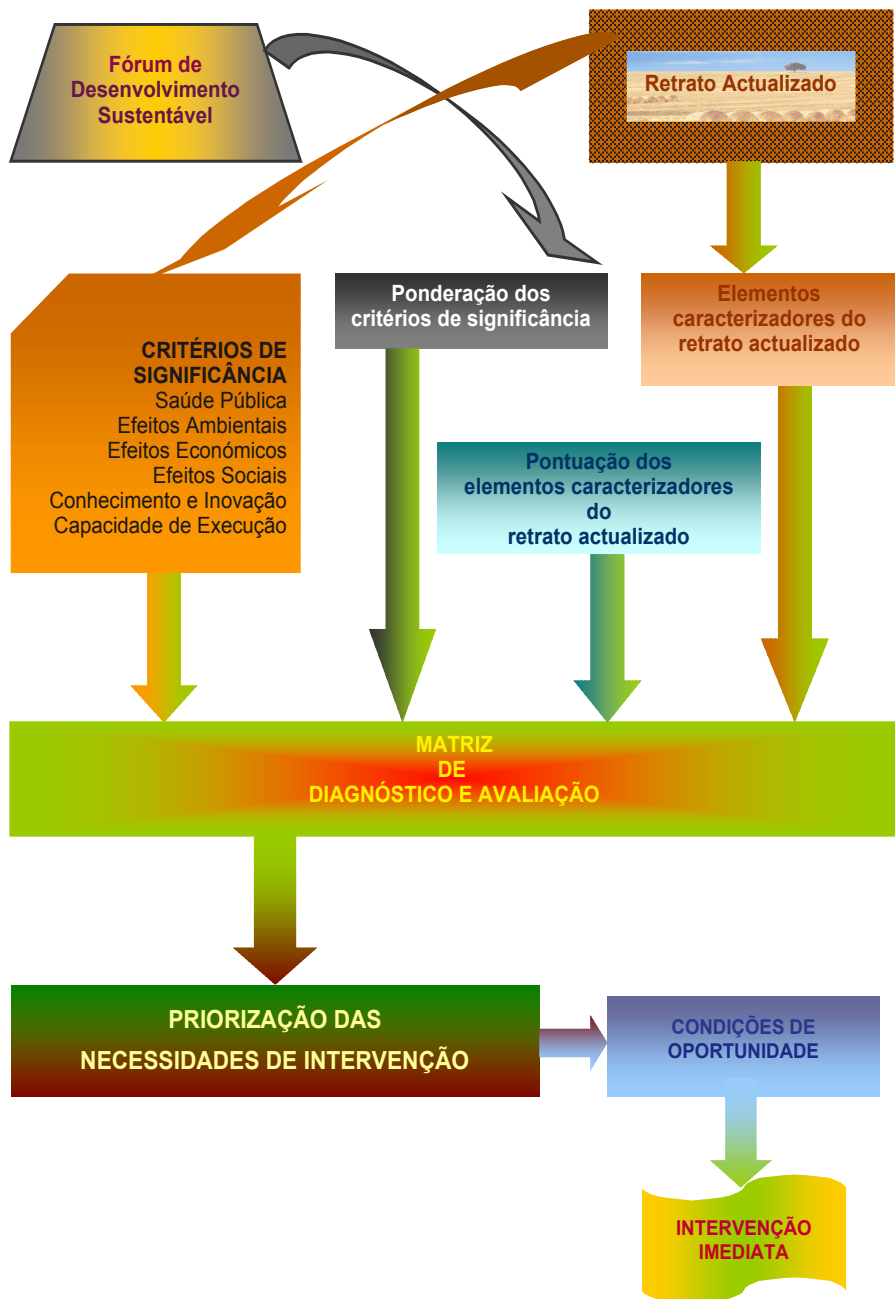 Fórum de
Desenvolvimento
Sustentável
Retrato Actualizado
CRITÉRIOS DE
SIGNIFICÂNCIA
Saúde Pública
Efeitos Ambientais
Efeitos Económicos
Efeitos Sociais
Conhecimento e Inovação
Capacidade de Execução
Ponderação dos
critérios de significância
Elementos
caracterizadores do
retrato actualizado
Pontuação dos
elementos caracterizadores
do
retrato actualizado
MATRIZ
DE
DIAGNÓSTICO E AVALIAÇÃO
PRIORIZAÇÃO DAS
NECESSIDADES DE INTERVENÇÃO
CONDIÇÕES DE
OPORTUNIDADE
INTERVENÇÃO
IMEDIATA